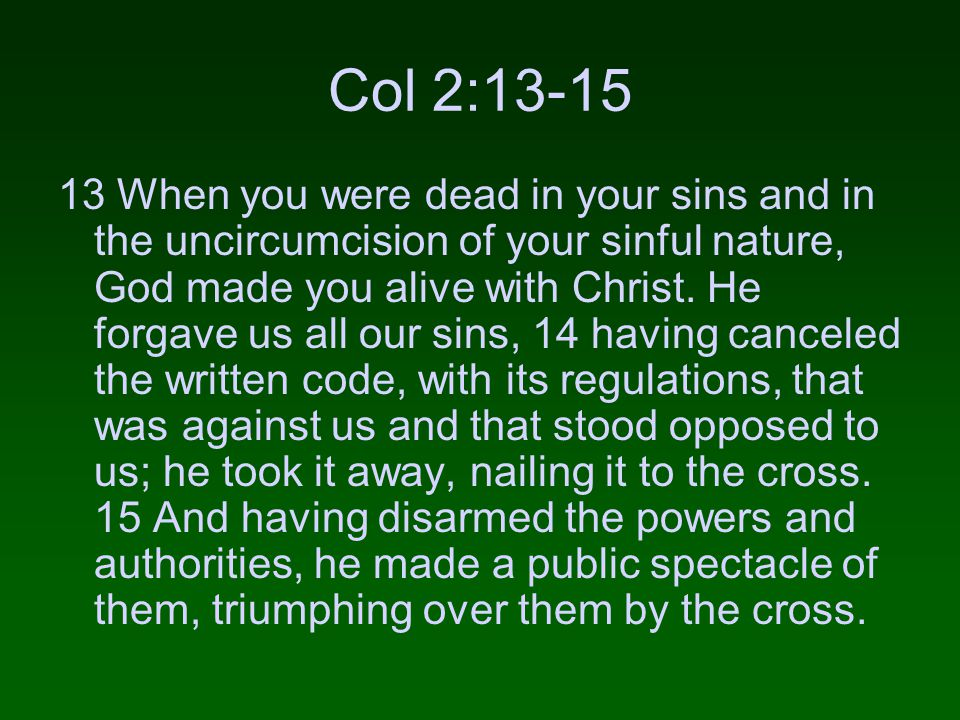 Col 2:13-15
13 When you were dead in your sins and in
the uncircumcision of your sinful nature,
God made you alive with Christ. He
forgave us all our sins, 14 having canceled
the written code, with its regulations, that
was against us and that stood opposed to
us; he took it away, nailing it to the cross.
15 And having disarmed the powers and
authorities, he made a public spectacle of
them, triumphing over them by the cross.